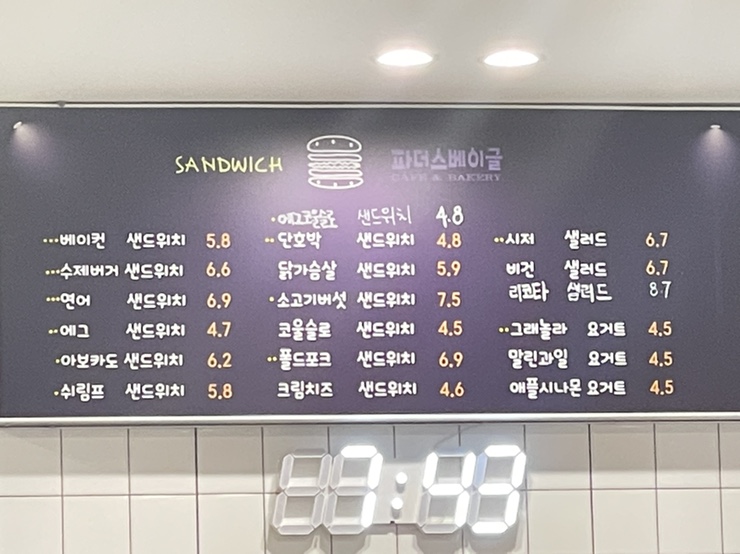 SANDWICH
파더스베이글
CAFE & BAKERY
···베이컨 샌드위치 5.8
···수제버거 샌드위치 6.6
···연어 샌드위치 6.9
··에그 샌드위치 4.7
·아보카도 샌드위치 6.2
·쉬림프 샌드위치 5.8
·에그코울슬로 샌드위치 4.8
··단호박 샌드위치 4.8
닭가슴살 샌드위치 5.9
·소고기버섯 샌드위치 7.5
코울슬로 샌드위치 4.5
··폴드포크 샌드위치 6.9
크림치즈 샌드위치 4.6
··시저 샐러드 6.7
비건 샐러드 6.7
리코타 샐러드 8.7
··그래놀라 요거트 4.5
말린과일 요거트 4.5
애플시나몬 요거트 4.5
7:43